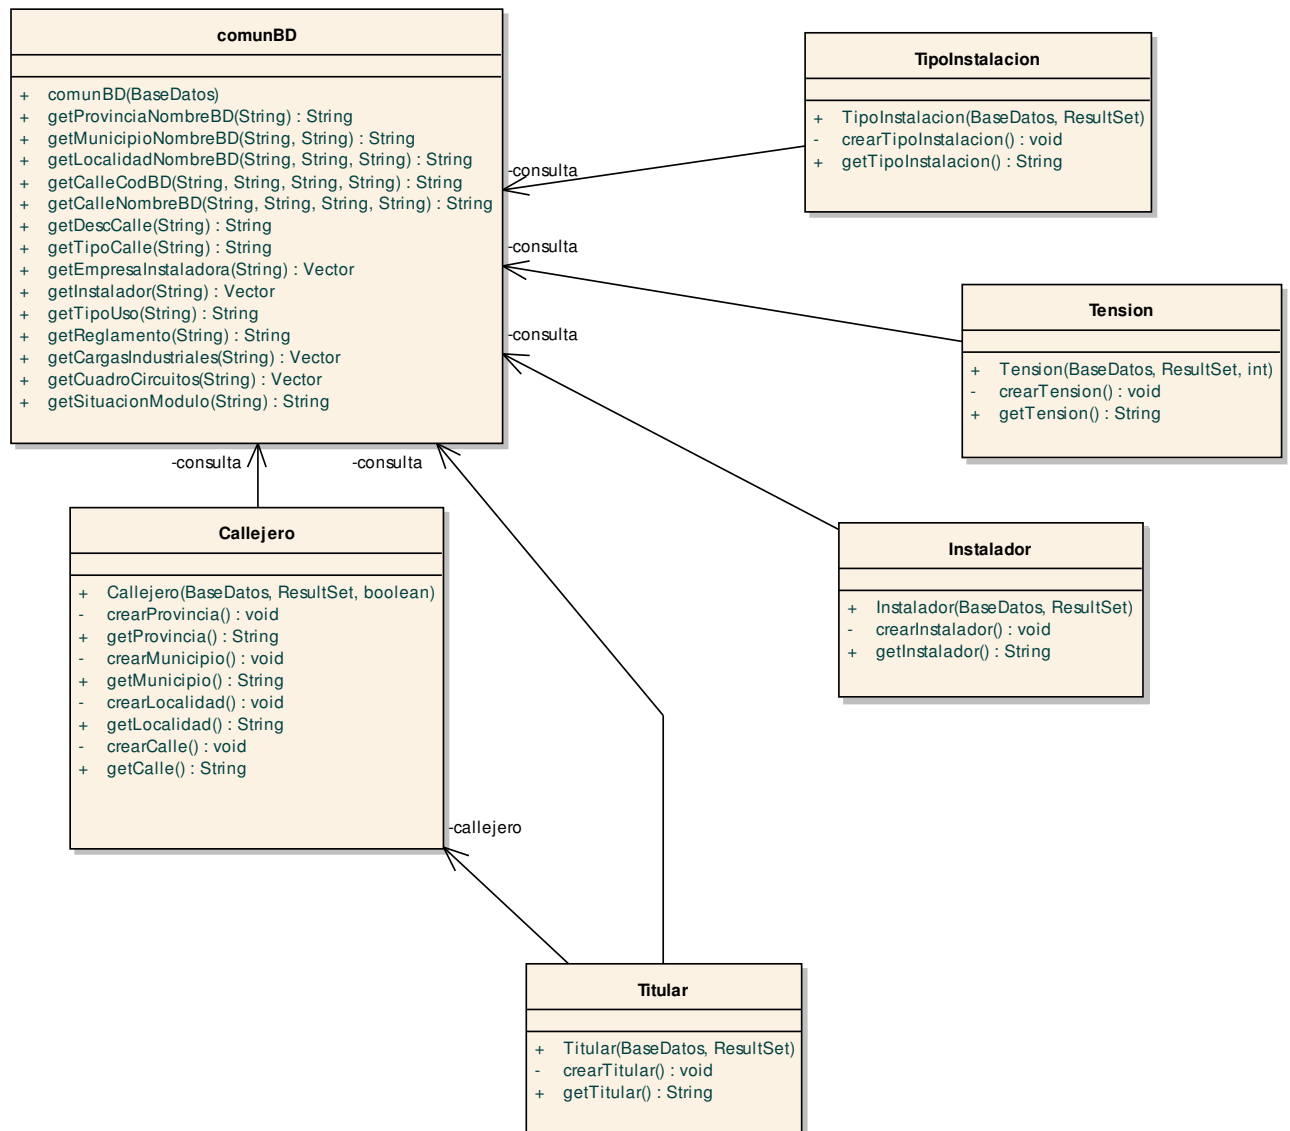 comunBD
+ comunBD(BaseDatos)
+ getProvinciaNombreBD(String) : String
+ getMunicipioNombreBD(String, String) : String
+ getLocalidadNombreBD(String, String, String) : String
+ getCalleCodBD(String, String, String, String) : String
+ getCalleNombreBD(String, String, String, String) : String
+ getDescCalle(String) : String
+ getTipoCalle(String) : String
+ getEmpresaInstaladora(String) : Vector
+ getInstalador(String) : Vector
+ getTipoUso(String) : String
+ getReglamento(String) : String
+ getCargasIndustriales(String) : Vector
+ getCuadroCircuitos(String) : Vector
+ getSituacionModulo(String) : String
TipoInstalacion
+ TipoInstalacion(BaseDatos, ResultSet)
- crearTipoInstalacion() : void
+ getTipoInstalacion() : String
-consulta
-consulta
-consulta
Tension
+ Tension(BaseDatos, ResultSet, int)
- crearTension() : void
+ getTension() : String
-consulta
-consulta
Callejero
+ Callejero(BaseDatos, ResultSet, boolean)
- crearProvincia() : void
+ getProvincia() : String
- crearMunicipio() : void
+ getMunicipio() : String
- crearLocalidad() : void
+ getLocalidad() : String
- crearCalle() : void
+ getCalle() : String
Instalador
+ Instalador(BaseDatos, ResultSet)
- crearInstalador() : void
+ getInstalador() : String
-callejero
Titular
+ Titular(BaseDatos, ResultSet)
- crearTitular() : void
+ getTitular() : String